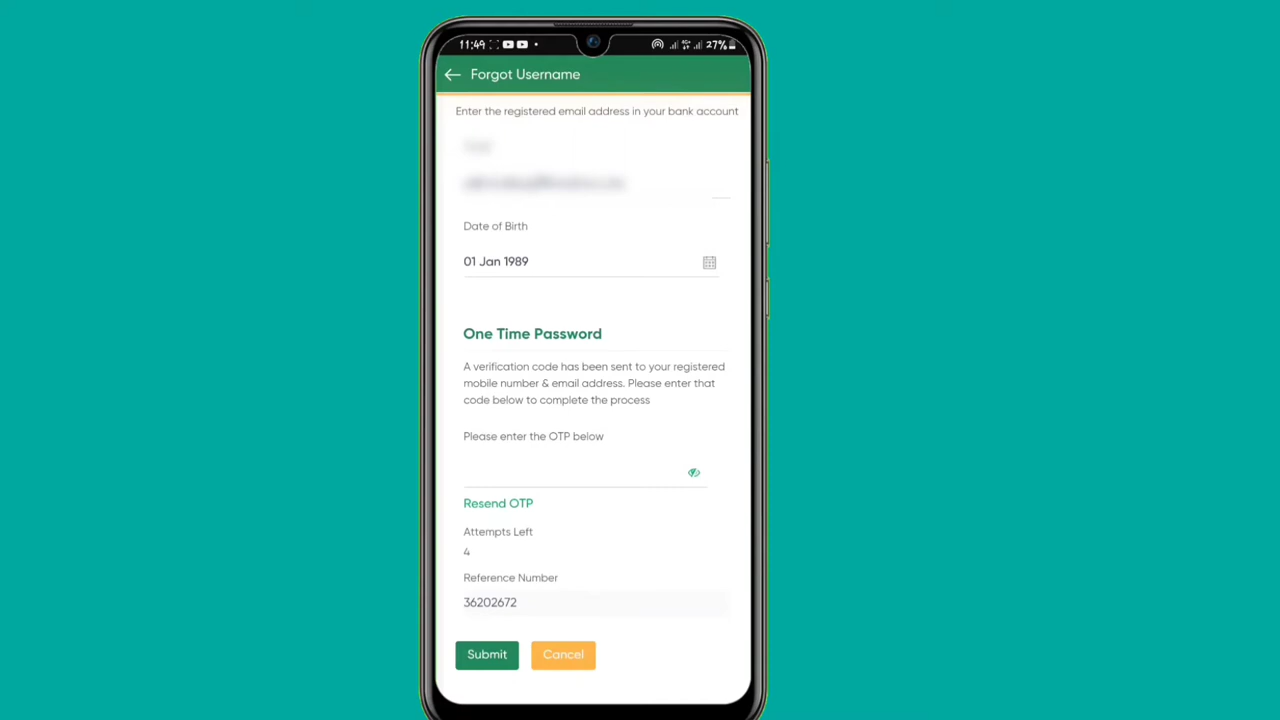 11:49
27%
Forgot Username
Enter the registered email address in your bank account
Date of Birth
01 Jan 1989
One Time Password
A verification code has been sent to your registered
mobile number & email address. Please enter that
code below to complete the process
Please enter the OTP below
Resend OTP
Attempts Left
4
Reference Number
36202672
Submit Cancel